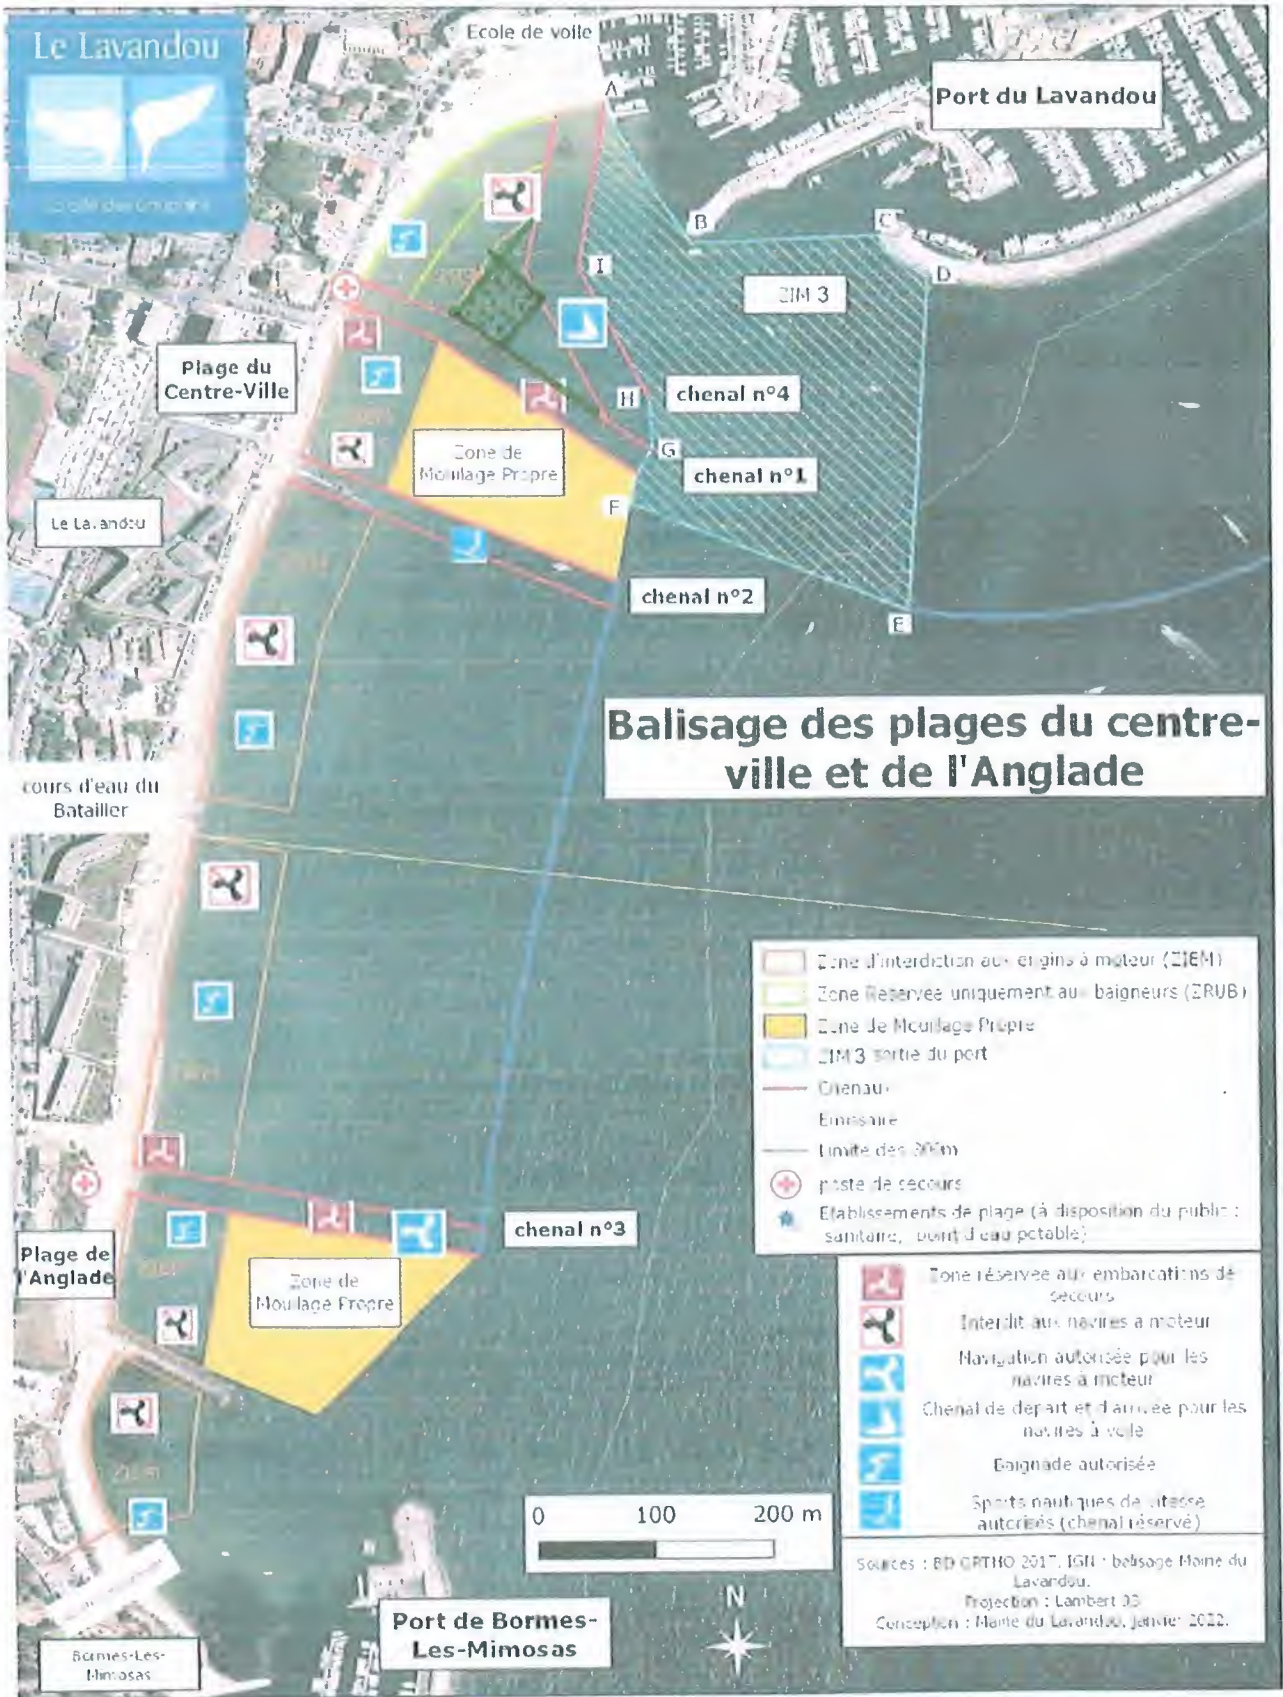 Le Lavandou
Ecole de voile
Port du Lavandou
A
B
C
D
I
ZIM 3
Plage du
Centre-Ville
H
chenal n°4
G
Zone de
Mouillage Propre
chenal n°1
F
Le Lavandou
chenal n°2
E
Balisage des plages du centre-
ville et de l'Anglade
cours d'eau du
Batailler
Zone d'interdiction aux engins à moteur (ZIEM)
Zone Réservée uniquement aux baigneurs (ZRUB)
Zone de Mouillage Propre
ZIM 3 sortie du port
Chenaux
Emissaire
Limite des 300m
poste de secours
Etablissements de plage (à disposition du public :
sanitaire, point d'eau potable)
chenal n°3
Plage de
l'Anglade
Zone de
Mouillage Propre
Zone réservée aux embarcations de
secours
Interdit aux navires à moteur
Navigation autorisée pour les
navires à moteur
Chenal de départ et d'arrivée pour les
navires à voile
Baignade autorisée
Sports nautiques de vitesse
autorisés (chenal réservé)
0 100 200 m
N
Sources : BD ORTHO 2017, IGN ; balisage Mairie du
Lavandou.
Projection : Lambert 93
Conception : Mairie du Lavandou, janvier 2022.
Port de Bormes-
Les-Mimosas
Bormes-Les-
Mimosas